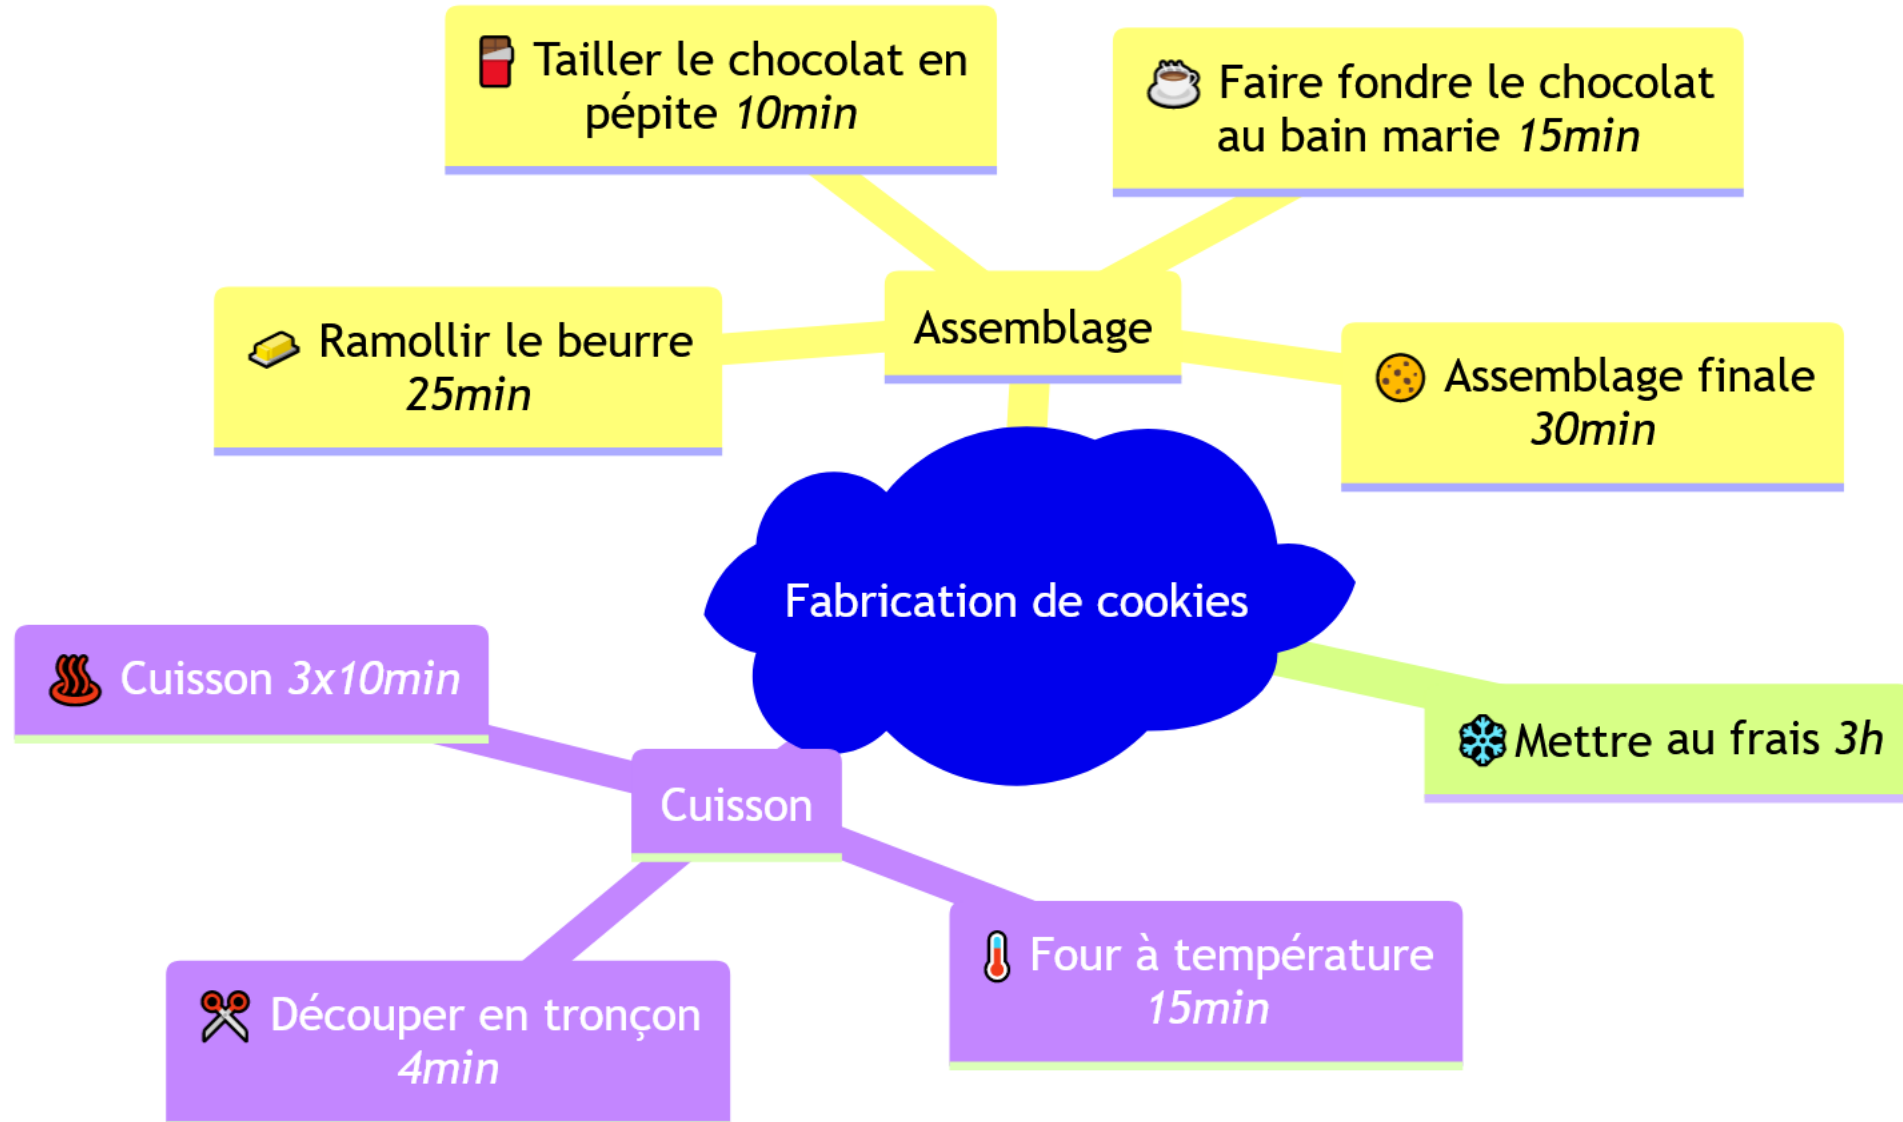 Tailler le chocolat en
pépite 10min
Faire fondre le chocolat
au bain marie 15min
Ramollir le beurre
25min
Assemblage
Assemblage finale
30min
Fabrication de cookies
Cuisson 3x10min
Mettre au frais 3h
Cuisson
Four à température
15min
Découper en tronçon
4min